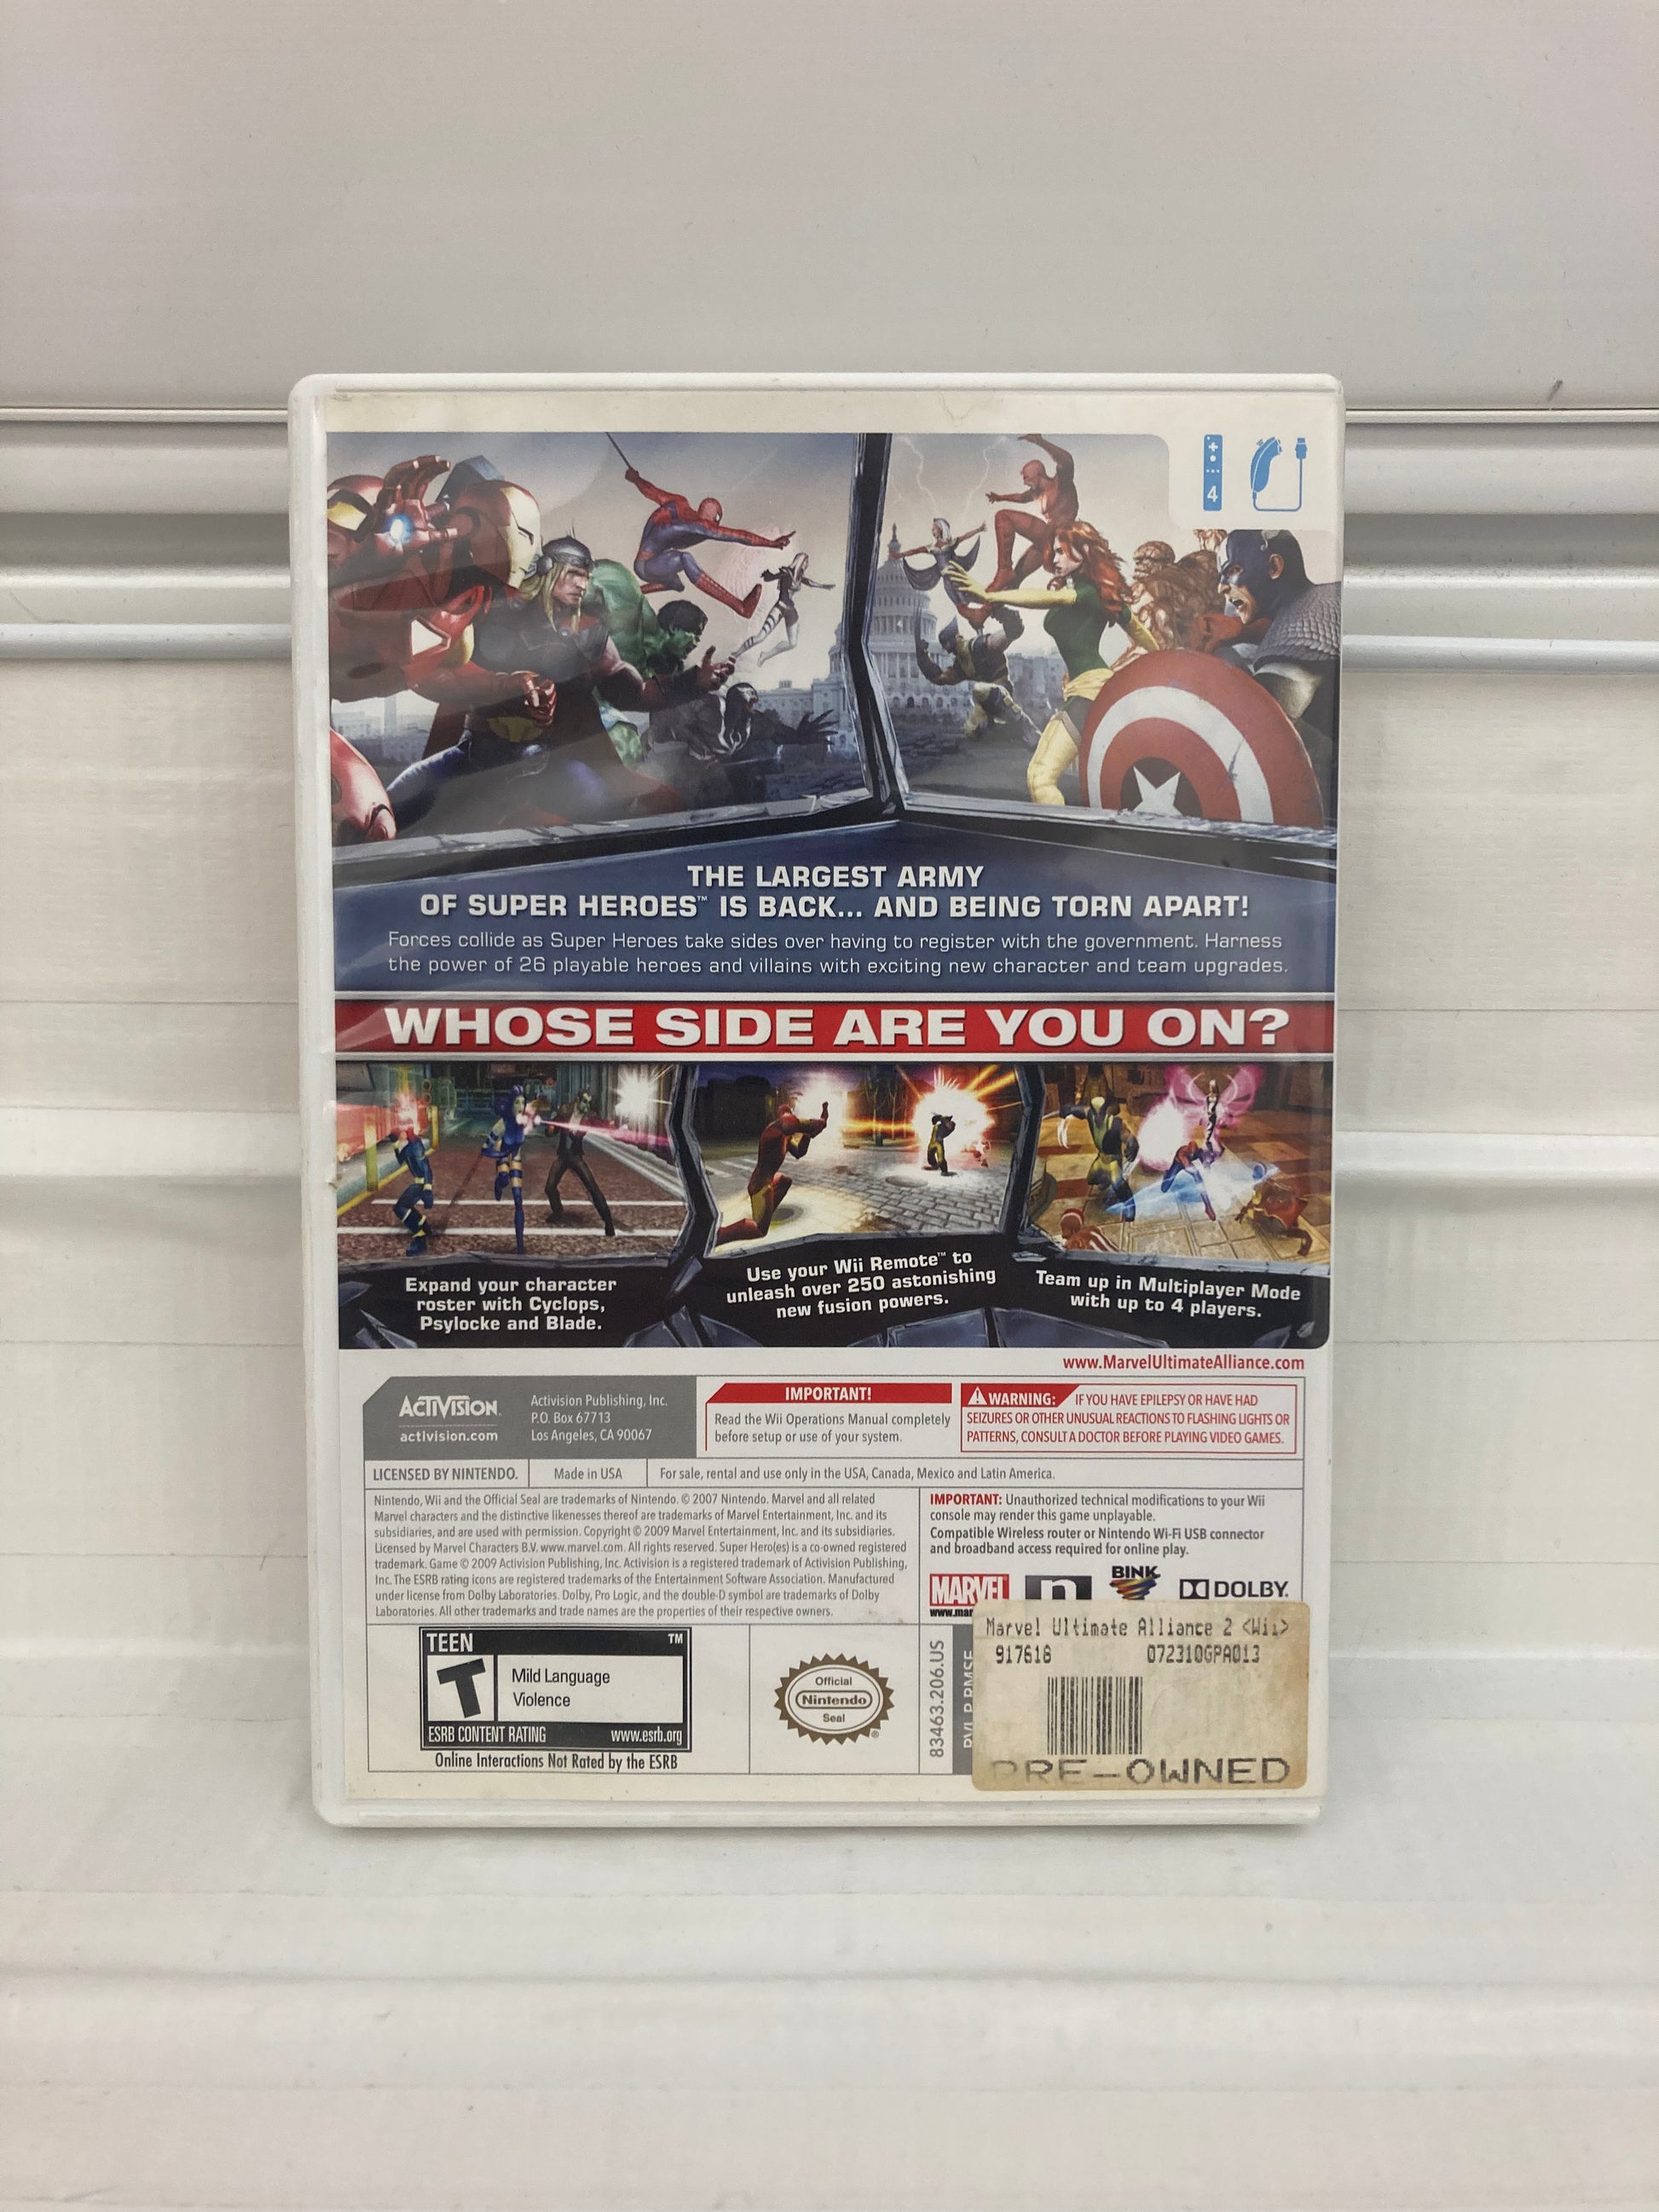 4
THE LARGEST ARMY
OF SUPER HEROES™ IS BACK... AND BEING TORN APART!
Forces collide as Super Heroes take sides over having to register with the government. Harness
the power of 26 playable heroes and villains with exciting new character and team upgrades.
WHOSE SIDE ARE YOU ON?
Expand your character
roster with Cyclops,
Psylocke and Blade.
Use your Wii Remote™ to
unleash over 250 astonishing
new fusion powers.
Team up in Multiplayer Mode
with up to 4 players.
www.MarvelUltimateAlliance.com
ACTIVISION.
activision.com
Activision Publishing, Inc.
P.O. Box 67713
Los Angeles, CA 90067
IMPORTANT!
Read the Wii Operations Manual completely
before setup or use of your system.
WARNING: IF YOU HAVE EPILEPSY OR HAVE HAD
SEIZURES OR OTHER UNUSUAL REACTIONS TO FLASHING LIGHTS OR
PATTERNS, CONSULT A DOCTOR BEFORE PLAYING VIDEO GAMES.
LICENSED BY NINTENDO.
Made in USA
For sale, rental and use only in the USA, Canada, Mexico and Latin America.
Nintendo, Wii and the Official Seal are trademarks of Nintendo. © 2007 Nintendo. Marvel and all related
Marvel characters and the distinctive likenesses thereof are trademarks of Marvel Entertainment, Inc. and its
subsidiaries, and are used with permission. Copyright © 2009 Marvel Entertainment, Inc. and its subsidiaries.
Licensed by Marvel Characters B.V. www.marvel.com. All rights reserved. Super Hero(es) is a co-owned registered
trademark. Game © 2009 Activision Publishing, Inc. Activision is a registered trademark of Activision Publishing,
Inc. The ESRB rating icons are registered trademarks of the Entertainment Software Association. Manufactured
under license from Dolby Laboratories. Dolby, Pro Logic, and the double-D symbol are trademarks of Dolby
Laboratories. All other trademarks and trade names are the properties of their respective owners.
IMPORTANT: Unauthorized technical modifications to your Wii
console may render this game unplayable.
Compatible Wireless router or Nintendo Wi-Fi USB connector
and broadband access required for online play.
MARVEL
www.mar
n
BINK
DOLBY.
TEEN ™
T
Mild Language
Violence
ESRB CONTENT RATING www.esrb.org
Online Interactions Not Rated by the ESRB
Official
Nintendo
Seal
®
83463.206.US
Marvel Ultimate Alliance 2 <Wii>
917616 072310GPA013
PRE-OWNED